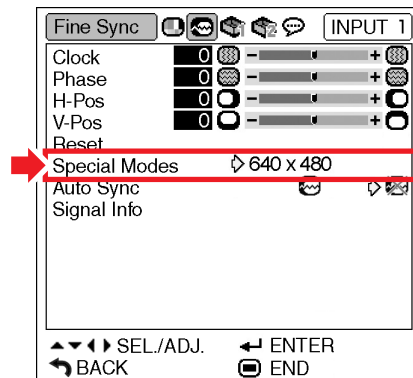 Fine Sync INPUT 1
Clock 0 - +
Phase 0 - +
H-Pos 0 - +
V-Pos 0 - +
Reset
Special Modes 640 x 480
Auto Sync
Signal Info
SEL./ADJ. ENTER
BACK END